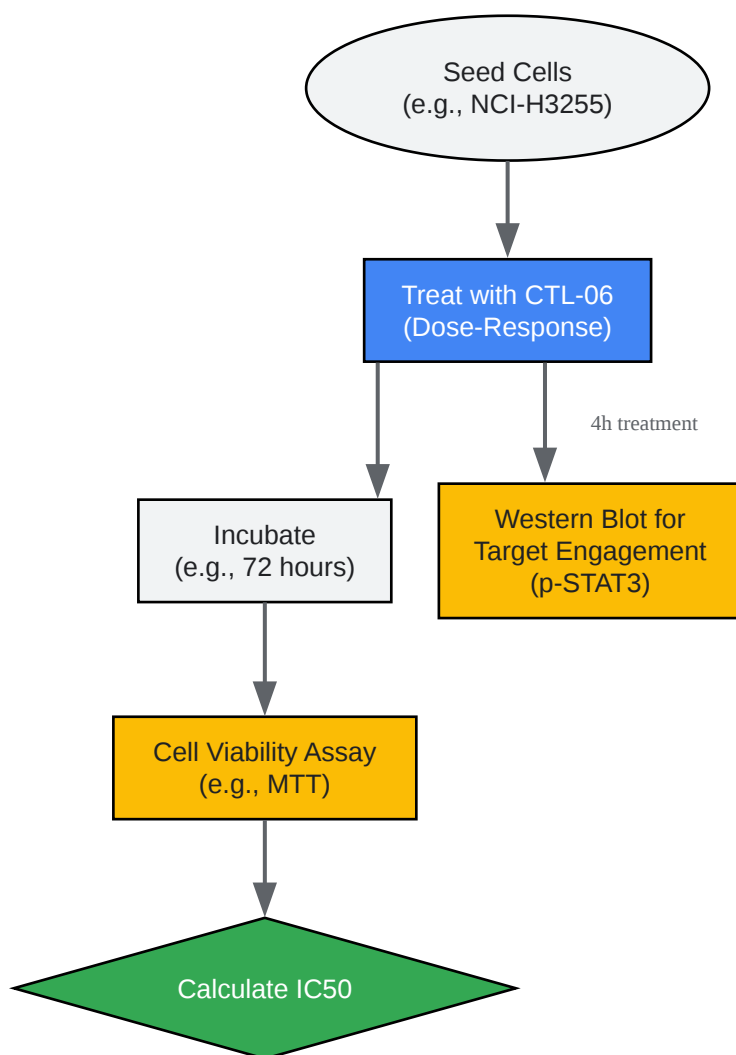 Seed Cells
(e.g., NCI-H3255)
Treat with CTL-06
(Dose-Response)
4h treatment
Incubate
(e.g., 72 hours)
Western Blot for
Target Engagement
(p-STAT3)
Cell Viability Assay
(e.g., MTT)
Calculate IC50